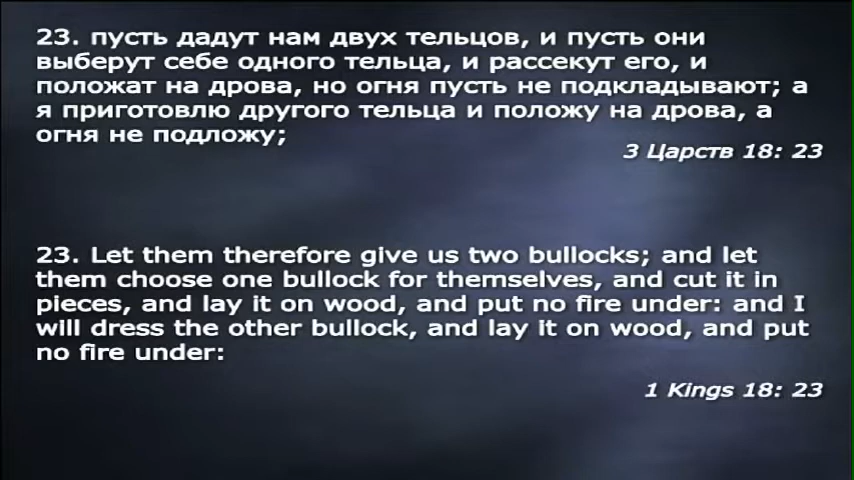 23. пусть дадут нам двух тельцов, и пусть они
выберут себе одного тельца, и рассекут его, и
положат на дрова, но огня пусть не подкладывают; а
я приготовлю другого тельца и положу на дрова, а
огня не подложу;
3 Царств 18: 23
23. Let them therefore give us two bullocks; and let
them choose one bullock for themselves, and cut it in
pieces, and lay it on wood, and put no fire under: and I
will dress the other bullock, and lay it on wood, and put
no fire under:
1 Kings 18: 23